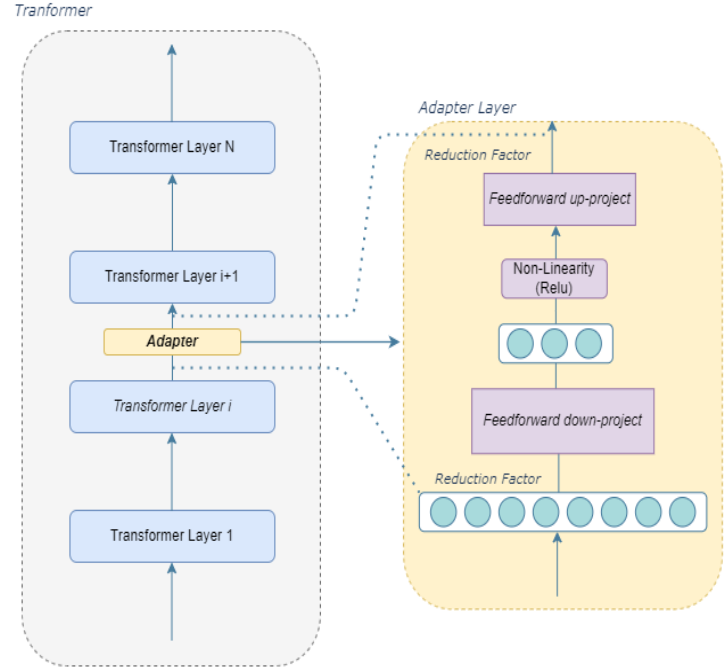 Tranformer
Transformer Layer N
Transformer Layer i+1
Adapter
Transformer Layer i
Transformer Layer 1
Adapter Layer
Reduction Factor
Feedforward up-project
Non-Linearity
(Relu)
Feedforward down-project
Reduction Factor